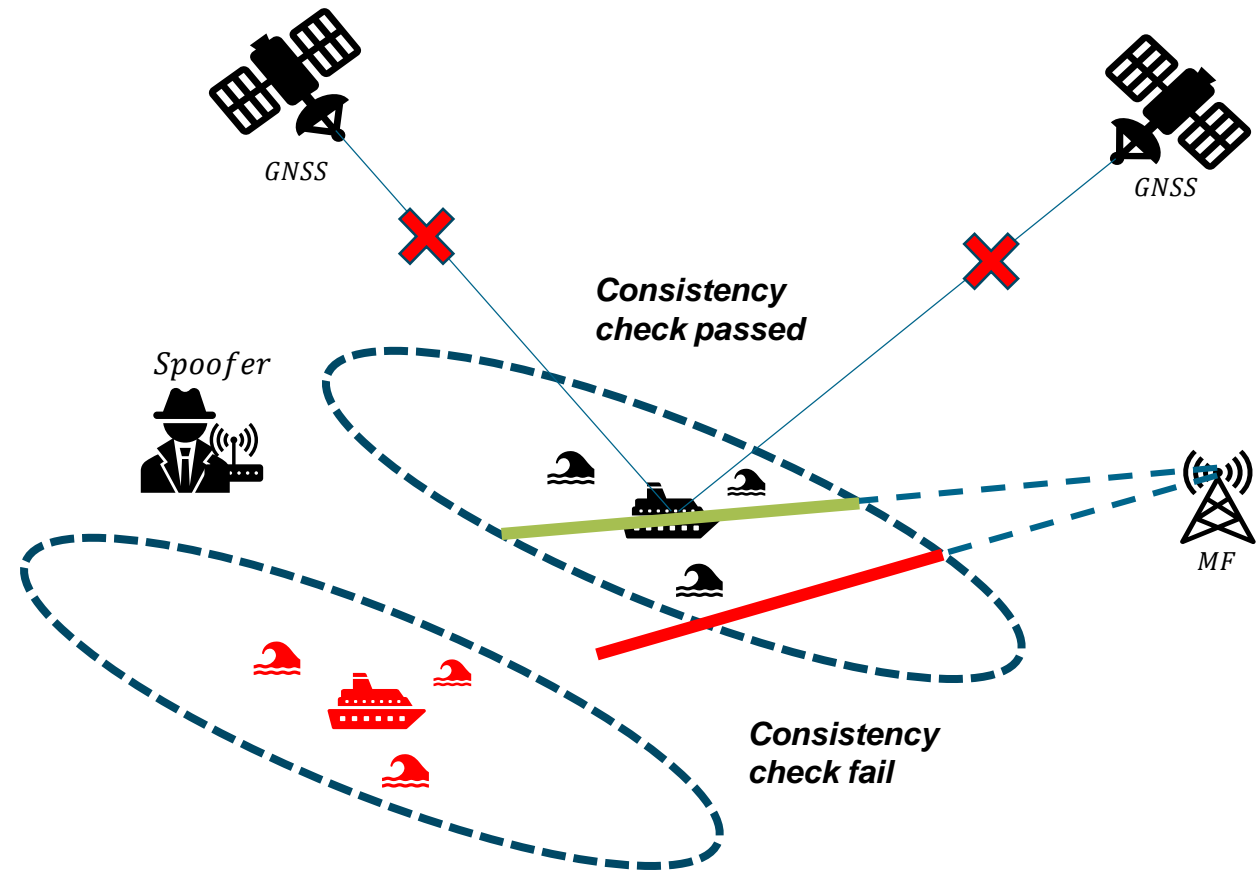 GNSS
GNSS
Consistency
check passed
Spoofer
MF
Consistency
check fail